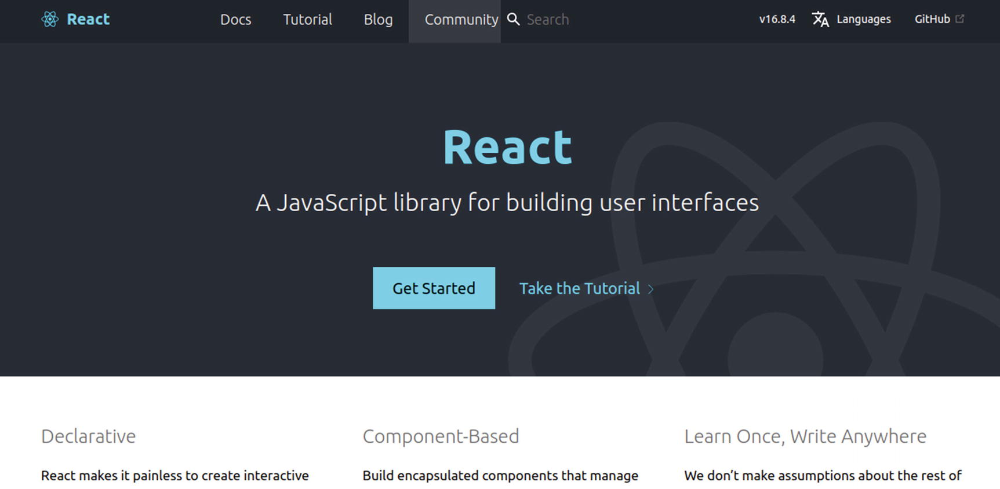 React Docs Tutorial Blog Community Search v16.8.4 Languages GitHub
React
A JavaScript library for building user interfaces
Get Started Take the Tutorial
Declarative
React makes it painless to create interactive
Component-Based
Build encapsulated components that manage
Learn Once, Write Anywhere
We don’t make assumptions about the rest of